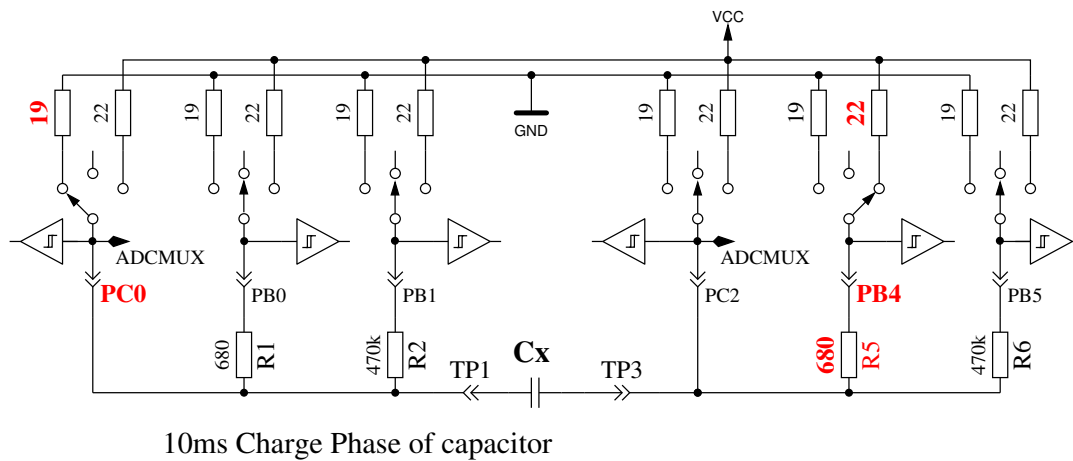 VCC
19 22 19 22 19 22 GND 19 22 19 22 19 22
ADCMUX ADCMUX
PC0 PB0 PB1 PC2 PB4 PB5
680 R1 470k R2 680 R5 470k R6
TP1 Cx TP3
10ms Charge Phase of capacitor